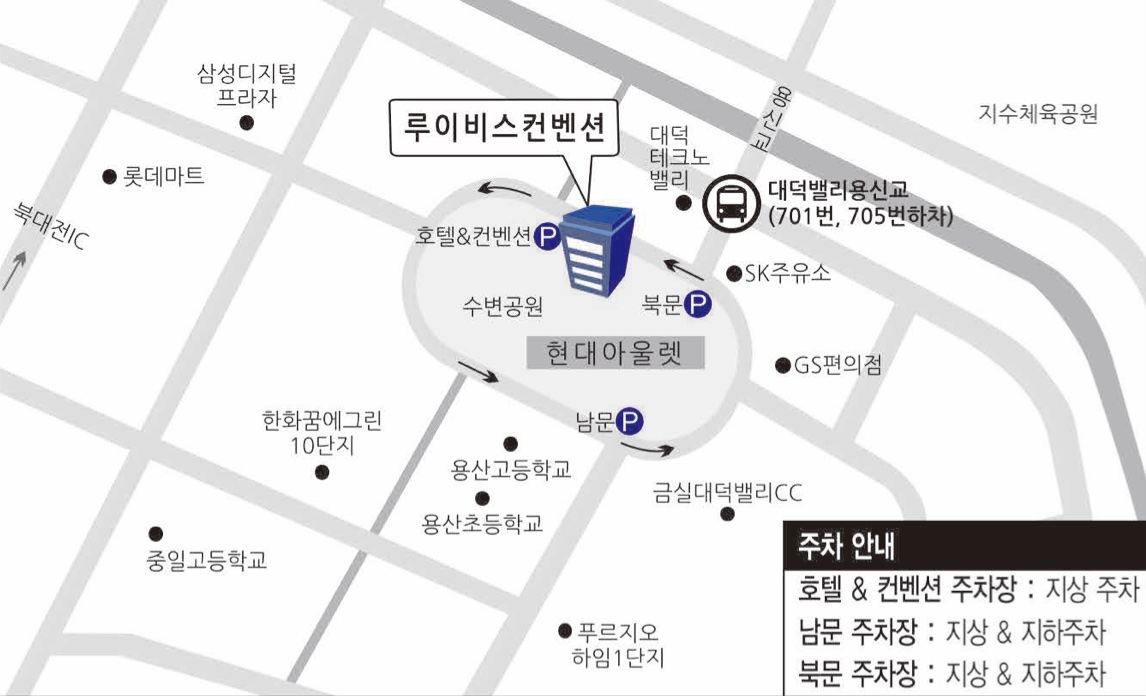 삼성디지털
프라자
롯데마트
북대전IC
루이비스컨벤션
대덕
테크노
밸리
용신교
지수체육공원
대덕밸리용신교
(701번, 705번하차)
호텔&컨벤션 P
SK주유소
수변공원
북문 P
현대아울렛
GS편의점
남문 P
한화꿈에그린
10단지
용산고등학교
용산초등학교
금실대덕밸리CC
중일고등학교
푸르지오
하임1단지
주차 안내
호텔 & 컨벤션 주차장 : 지상 주차
남문 주차장 : 지상 & 지하주차
북문 주차장 : 지상 & 지하주차